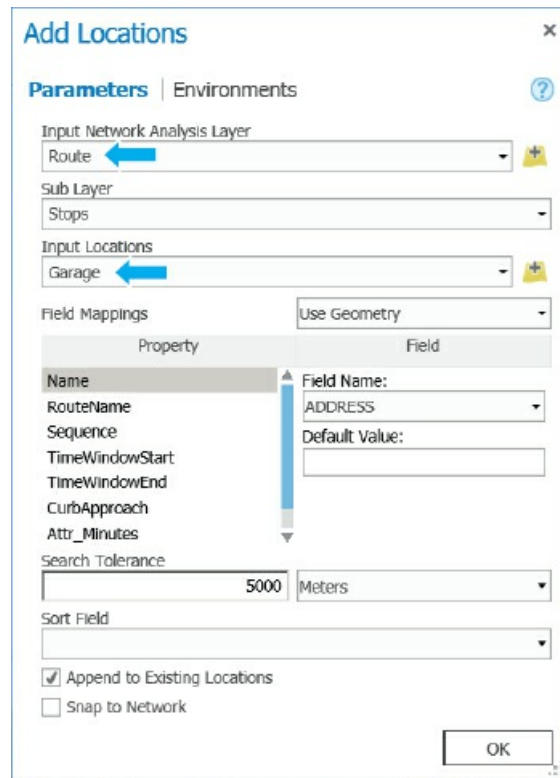 Add Locations
Parameters | Environments
Input Network Analysis Layer
Route
Sub Layer
Stops
Input Locations
Garage
Field Mappings Use Geometry
Property Field
Name
RouteName
Sequence
TimeWindowStart
TimeWindowEnd
CurbApproach
Attr_Minutes
Field Name:
ADDRESS
Default Value:
Search Tolerance
5000 Meters
Sort Field
Append to Existing Locations
Snap to Network
OK